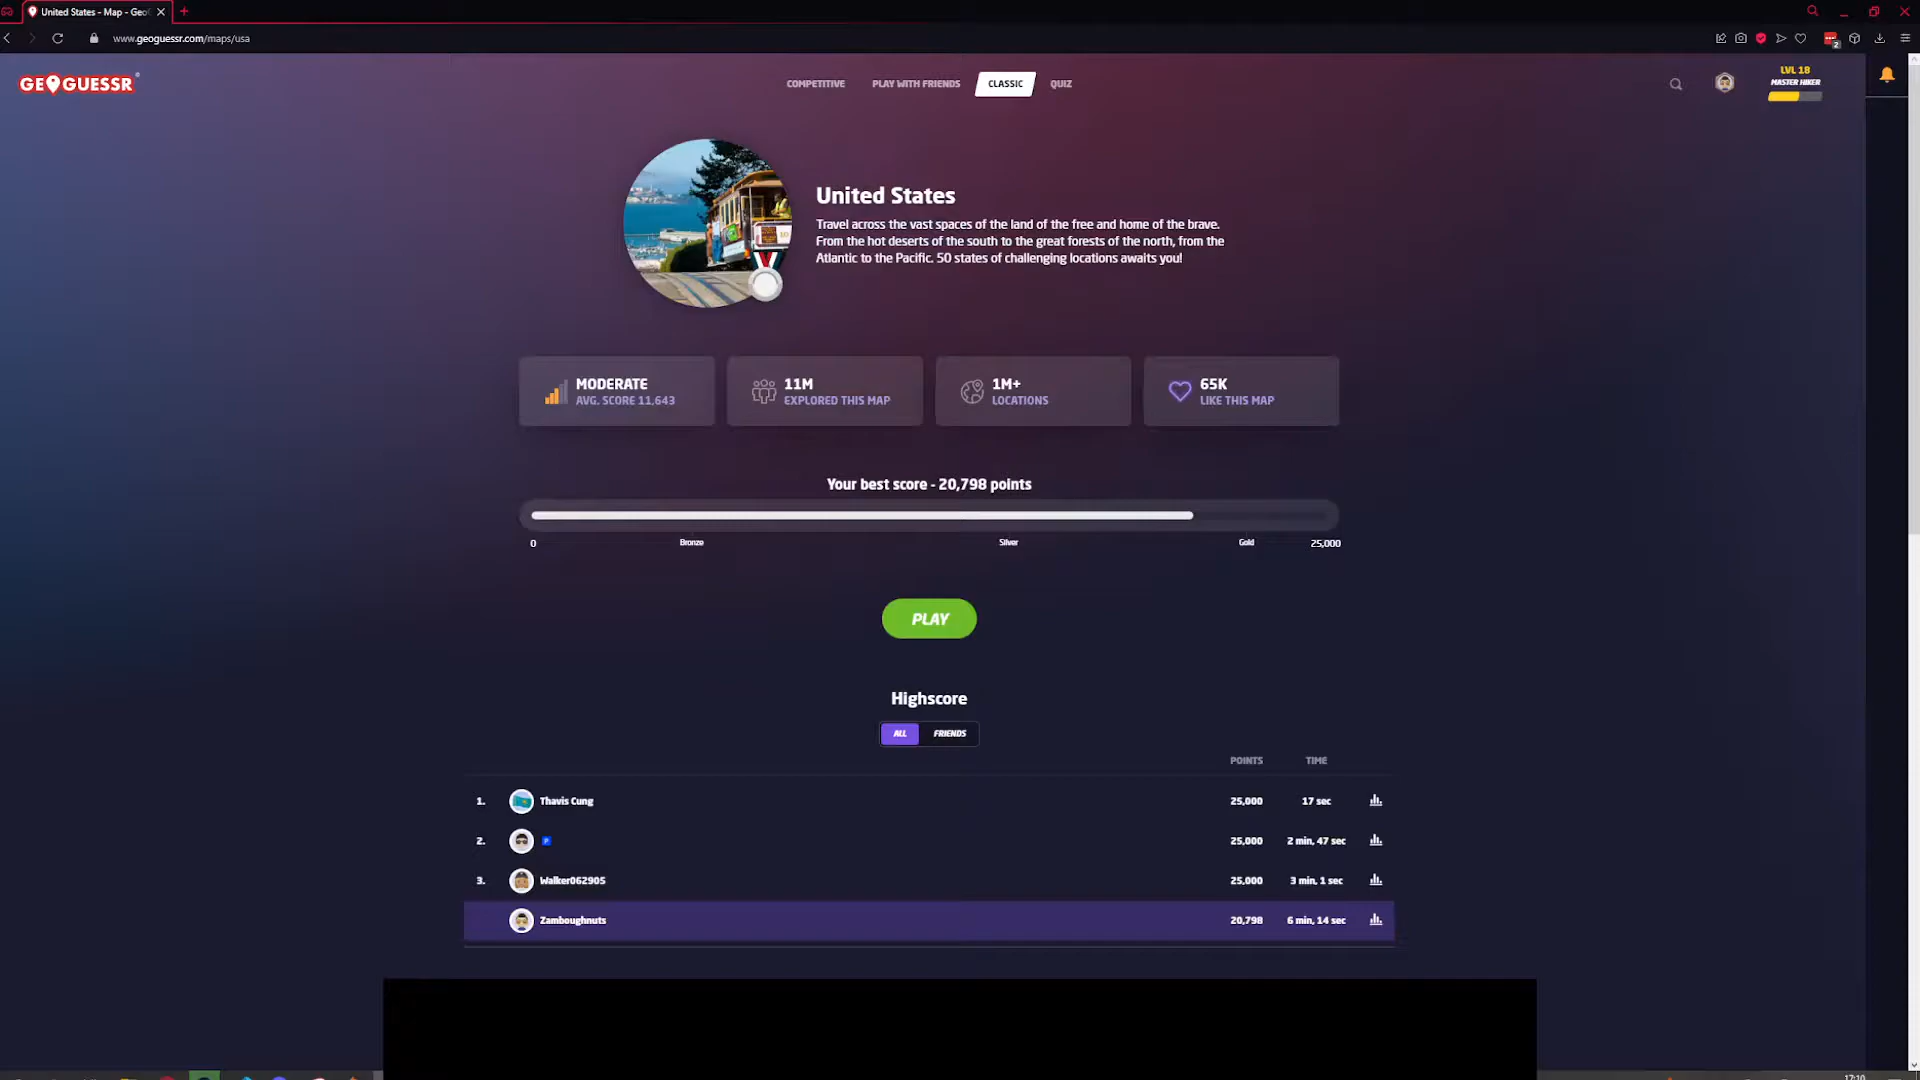 United States - Map - Geo
www.geoguessr.com/maps/usa
2
GEOGUESSR
COMPETITIVE
PLAY WITH FRIENDS
CLASSIC
QUIZ
LVL 18
MASTER HIKER
United States
Travel across the vast spaces of the land of the free and home of the brave.
From the hot deserts of the south to the great forests of the north, from the
Atlantic to the Pacific. 50 states of challenging locations awaits you!
MODERATE
AVG. SCORE 11,643
11M
EXPLORED THIS MAP
1M+
LOCATIONS
65K
LIKE THIS MAP
Your best score - 20,798 points
0
Bronze
Silver
Gold
25,000
PLAY
Highscore
ALL
FRIENDS
POINTS
TIME
1. Thavis Cung 25,000 17 sec
2. P 25,000 2 min, 47 sec
3. Walker062905 25,000 3 min, 1 sec
Zamboughnuts 20,798 6 min, 14 sec
17:10